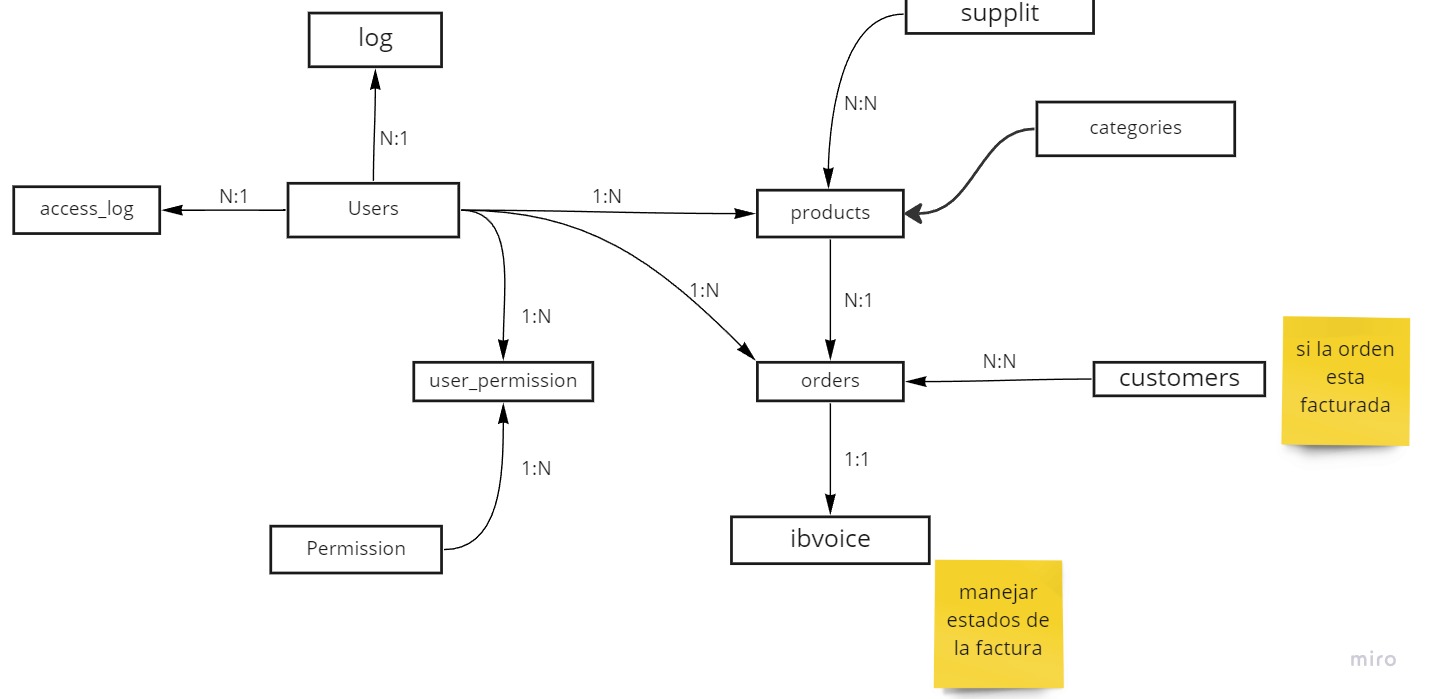 supplit
log
N:N
categories
N:1
access_log
N:1
Users
1:N
products
1:N
N:1
1:N
user_permission
orders
N:N
customers
si la orden
esta
facturada
1:N
1:1
Permission
ibvoice
manejar
estados de
la factura
miro